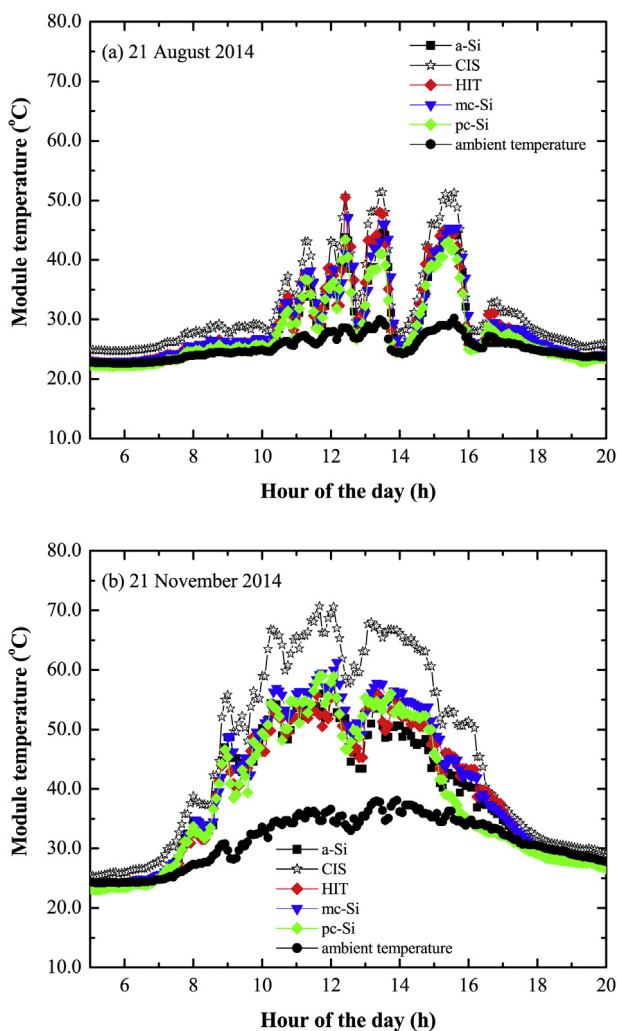 80.0
(a) 21 August 2014
a-Si
CIS
HIT
mc-Si
pc-Si
ambient temperature
70.0
60.0
50.0
40.0
30.0
20.0
10.0
Module temperature (°C)
6 8 10 12 14 16 18 20
Hour of the day (h)
80.0
(b) 21 November 2014
70.0
60.0
50.0
40.0
30.0
20.0
10.0
Module temperature (°C)
a-Si
CIS
HIT
mc-Si
pc-Si
ambient temperature
6 8 10 12 14 16 18 20
Hour of the day (h)